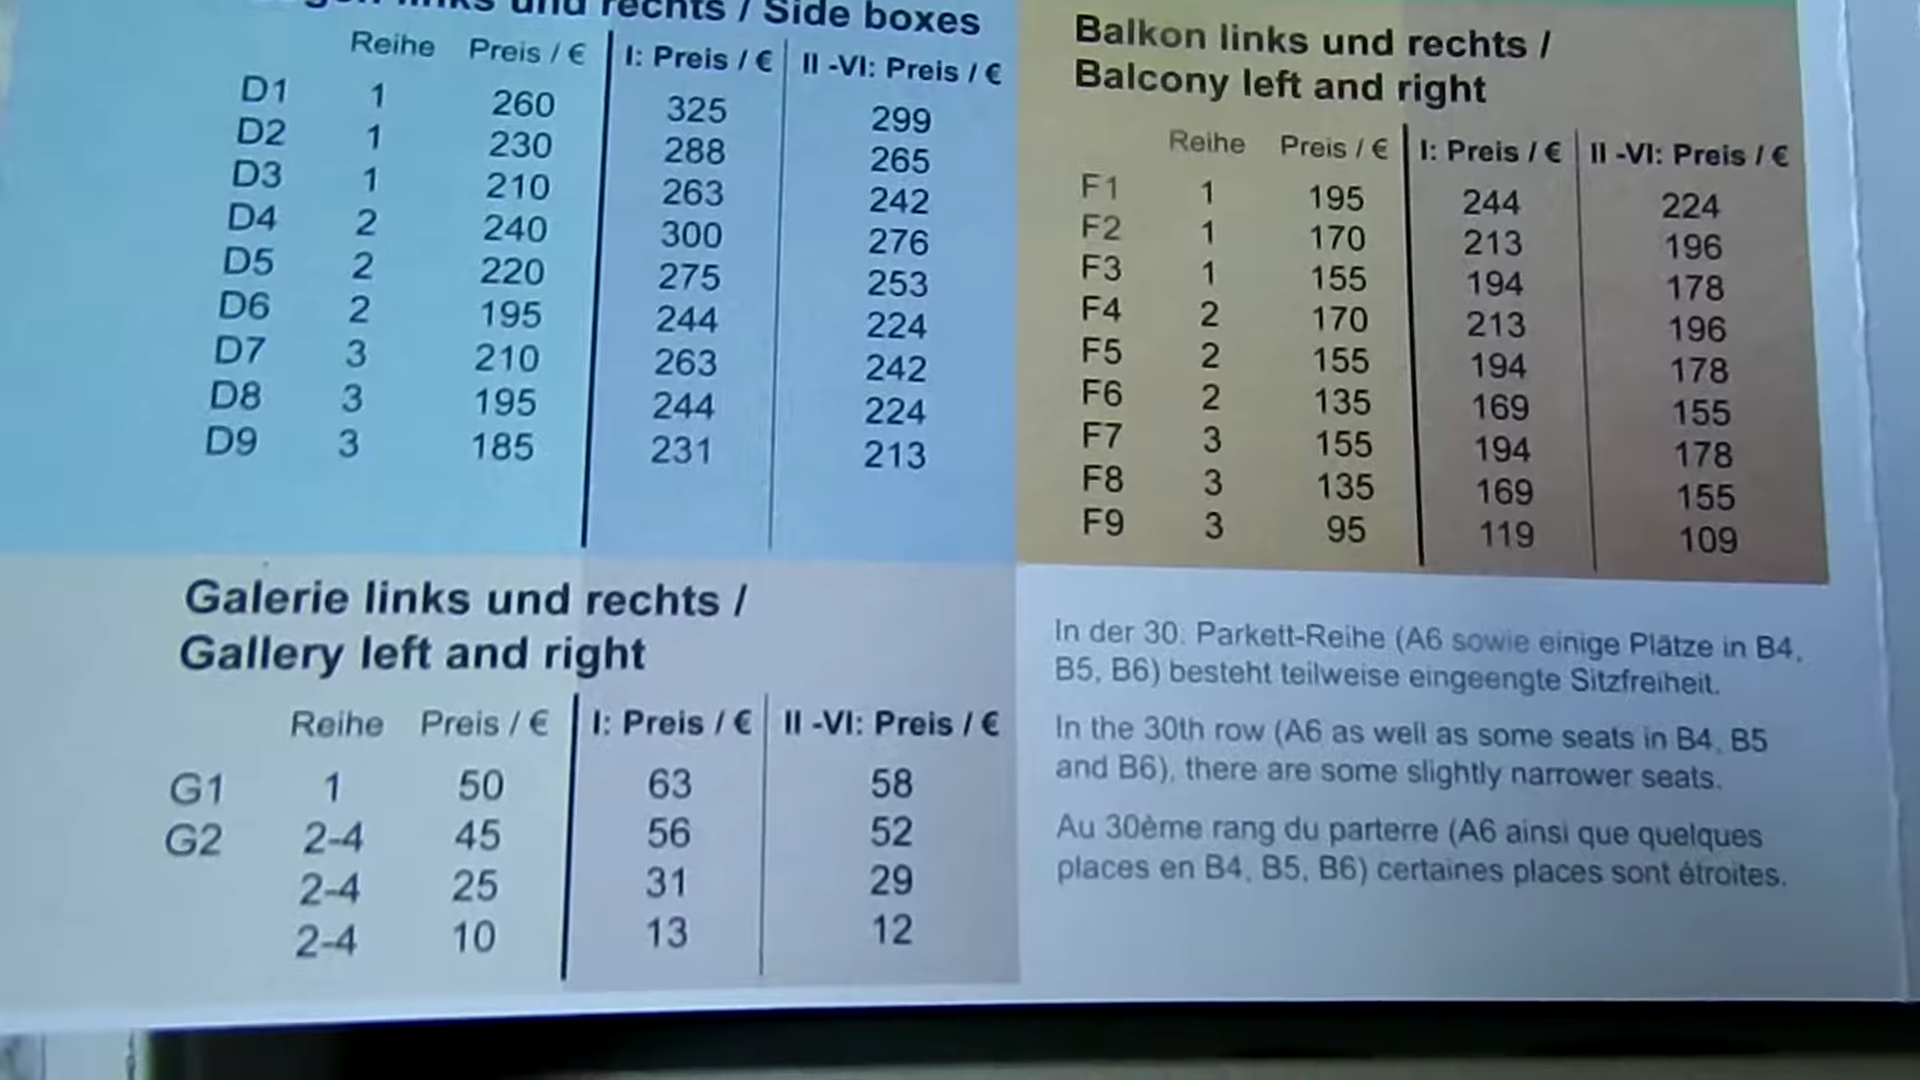 links und rechts / Side boxes
Reihe Preis / € I: Preis / € II -VI: Preis / €
D1 1 260 325 299
D2 1 230 288 265
D3 1 210 263 242
D4 2 240 300 276
D5 2 220 275 253
D6 2 195 244 224
D7 3 210 263 242
D8 3 195 244 224
D9 3 185 231 213
Galerie links und rechts /
Gallery left and right
Reihe Preis / € I: Preis / € II -VI: Preis / €
G1 1 50 63 58
G2 2-4 45 56 52
2-4 25 31 29
2-4 10 13 12
Balkon links und rechts /
Balcony left and right
Reihe Preis / € I: Preis / € II -VI: Preis / €
F1 1 195 244 224
F2 1 170 213 196
F3 1 155 194 178
F4 2 170 213 196
F5 2 155 194 178
F6 2 135 169 155
F7 3 155 194 178
F8 3 135 169 155
F9 3 95 119 109
In der 30. Parkett-Reihe (A6 sowie einige Plätze in B4,
B5, B6) besteht teilweise eingeengte Sitzfreiheit.
In the 30th row (A6 as well as some seats in B4, B5
and B6), there are some slightly narrower seats.
Au 30ème rang du parterre (A6 ainsi que quelques
places en B4, B5, B6) certaines places sont étroites.